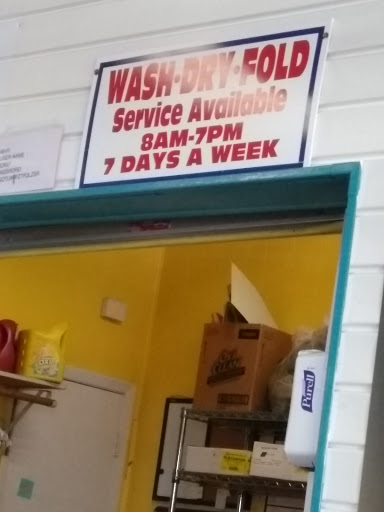 WASH·DRY·FOLD
Service Available
8AM-7PM
7 DAYS A WEEK
Purell